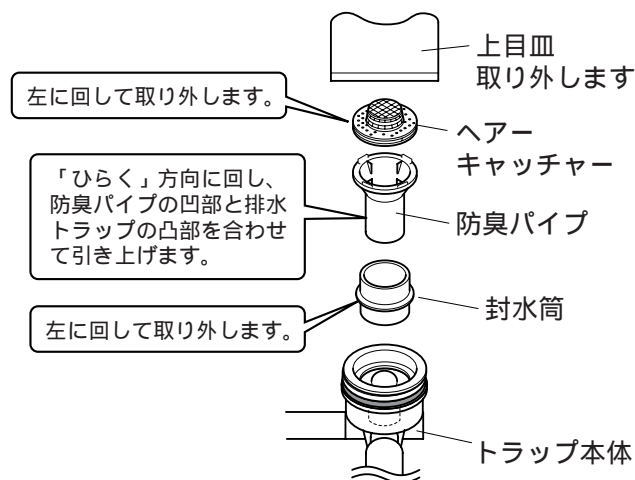 上目皿
取り外します
左に回して取り外します。
ヘアー
キャッチャー
「ひらく」方向に回し、
防臭パイプの凹部と排水
トラップの凸部を合わせ
て引き上げます。
防臭パイプ
封水筒
左に回して取り外します。
トラップ本体